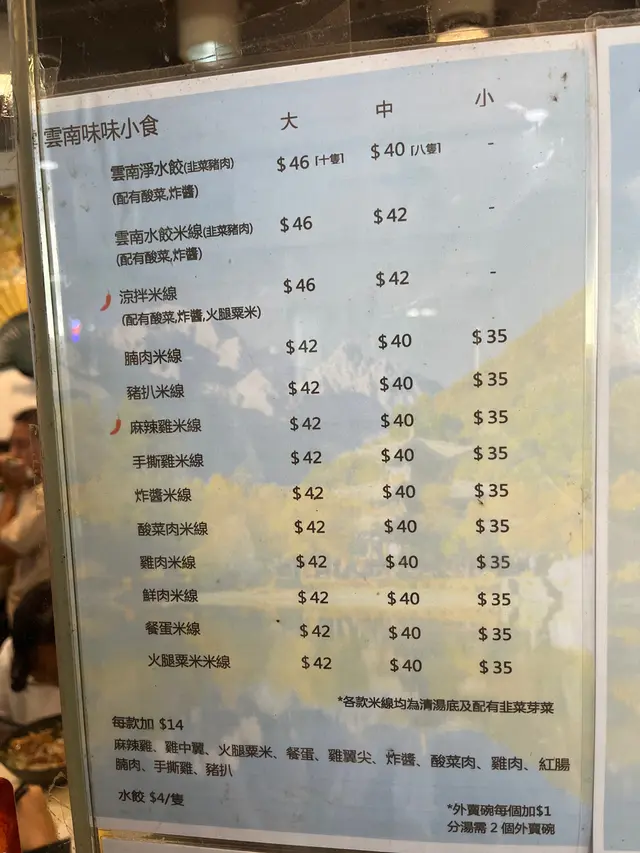 雲南味味小食 大 中 小
雲南淨水餃(韭菜豬肉) $46 [十隻] $40 [八隻] -
(配有酸菜,炸醬)
雲南水餃米線(韭菜豬肉) $46 $42 -
(配有酸菜,炸醬)
涼拌米線 $46 $42 -
(配有酸菜,炸醬,火腿粟米)
腩肉米線 $42 $40 $35
豬扒米線 $42 $40 $35
麻辣雞米線 $42 $40 $35
手撕雞米線 $42 $40 $35
炸醬米線 $42 $40 $35
酸菜肉米線 $42 $40 $35
雞肉米線 $42 $40 $35
鮮肉米線 $42 $40 $35
餐蛋米線 $42 $40 $35
火腿粟米米線 $42 $40 $35
*各款米線均為清湯底及配有韭菜芽菜
每款加 $14
麻辣雞、雞中翼、火腿粟米、餐蛋、雞翼尖、炸醬、酸菜肉、雞肉、紅腸
腩肉、手撕雞、豬扒
水餃 $4/隻
*外賣碗每個加$1
分湯需2個外賣碗